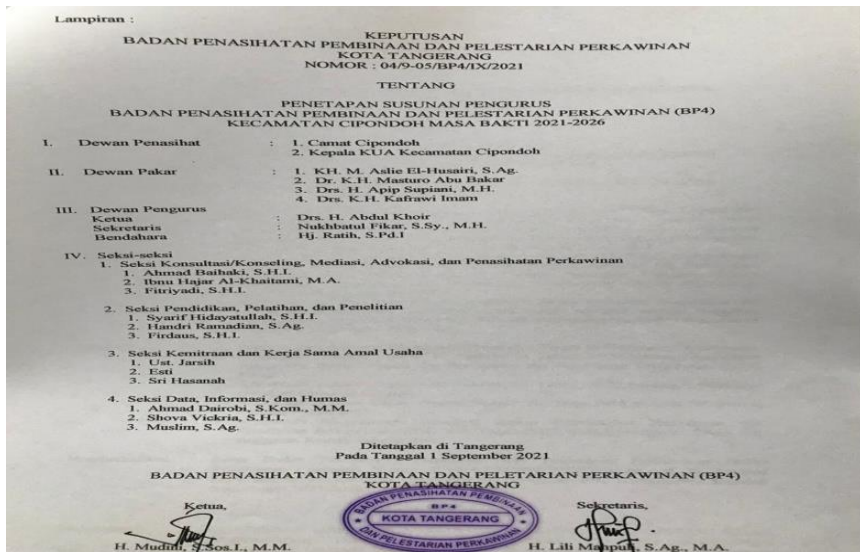 Lampiran :
KEPUTUSAN
BADAN PENASIHATAN PEMBINAAN DAN PELESTARIAN PERKAWINAN
KOTA TANGERANG
NOMOR : 04/9-05/BP4/IX/2021
TENTANG
PENETAPAN SUSUNAN PENGURUS
BADAN PENASIHATAN PEMBINAAN DAN PELESTARIAN PERKAWINAN (BP4)
KECAMATAN CIPONDOH MASA BAKTI 2021-2026
I. Dewan Penasihat : 1. Camat Cipondoh
2. Kepala KUA Kecamatan Cipondoh
II. Dewan Pakar : 1. KH. M. Aslie El-Husairi, S.Ag.
2. Dr. K.H. Masturo Abu Bakar
3. Drs. H. Apip Supiani, M.H.
4. Drs. K.H. Kafrawi Imam
III. Dewan Pengurus
Ketua : Drs. H. Abdul Khoir
Sekretaris : Nukhbatul Fikar, S.Sy., M.H.
Bendahara : Hj. Ratih, S.Pd.I
IV. Seksi-seksi
1. Seksi Konsultasi/Konseling, Mediasi, Advokasi, dan Penasihatan Perkawinan
1. Ahmad Baihaki, S.H.I.
2. Ibnu Hajar Al-Khaitami, M.A.
3. Fitriyadi, S.H.I.
2. Seksi Pendidikan, Pelatihan, dan Penelitian
1. Syarif Hidayatullah, S.H.I.
2. Handri Ramadian, S.Ag.
3. Firdaus, S.H.I.
3. Seksi Kemitraan dan Kerja Sama Amal Usaha
1. Ust. Jarsih
2. Esti
3. Sri Hasanah
4. Seksi Data, Informasi, dan Humas
1. Ahmad Dairobi, S.Kom., M.M.
2. Shova Vickria, S.H.I.
3. Muslim, S.Ag.
Ditetapkan di Tangerang
Pada Tanggal 1 September 2021
BADAN PENASIHATAN PEMBINAAN DAN PELETARIAN PERKAWINAN (BP4)
KOTA TANGERANG
Ketua, Sekretaris,
BADAN PENASIHATAN PEMBINAAN
BP4
KOTA TANGERANG
DAN PELESTARIAN PERKAWINAN
H. Mudini, S.Sos.I., M.M. H. Lili Mahpuh, S.Ag., M.A.